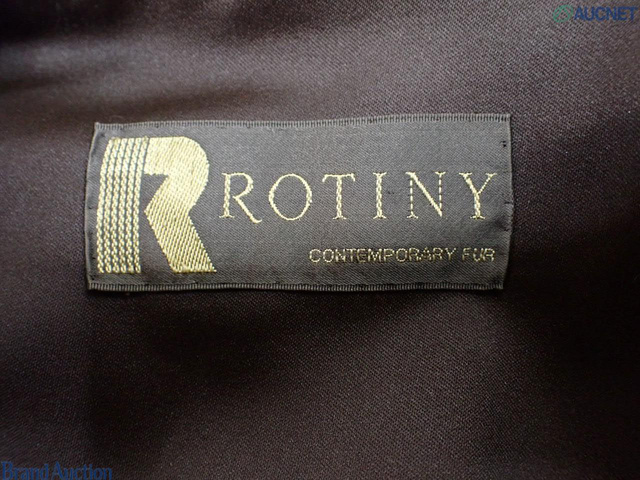 AUCNET
R ROTINY
CONTEMPORARY FUR
Brand Auction